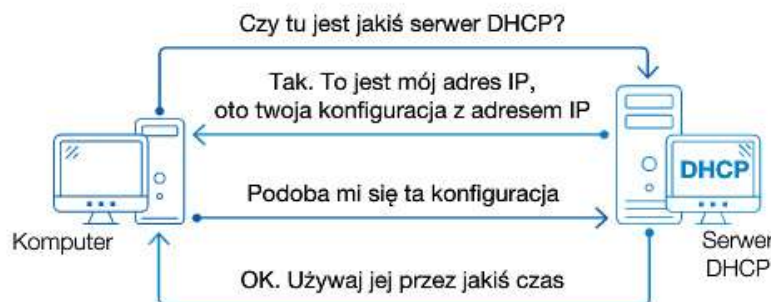 Czy tu jest jakiś serwer DHCP?
Tak. To jest mój adres IP,
oto twoja konfiguracja z adresem IP
DHCP
Podoba mi się ta konfiguracja
Komputer
Serwer
DHCP
OK. Używaj jej przez jakiś czas